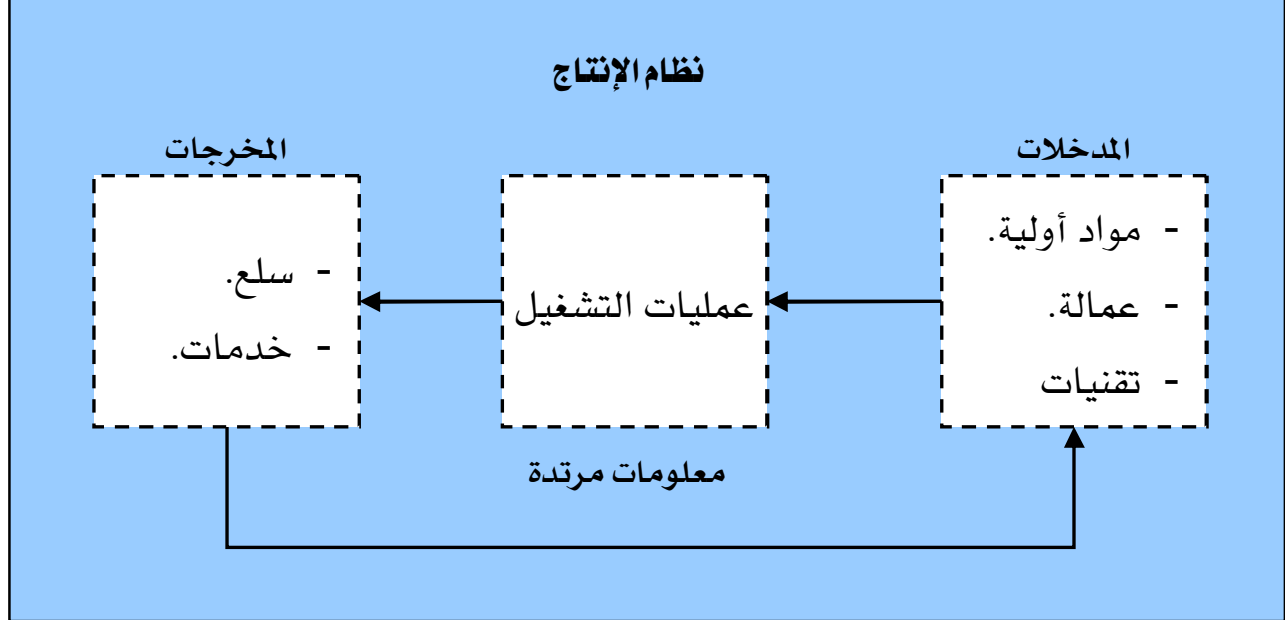 نظام الإنتاج
المدخلات
- مواد أولية.
- عمالة.
- تقنيات
عمليات التشغيل
المخرجات
- سلع.
- خدمات.
معلومات مرتدة